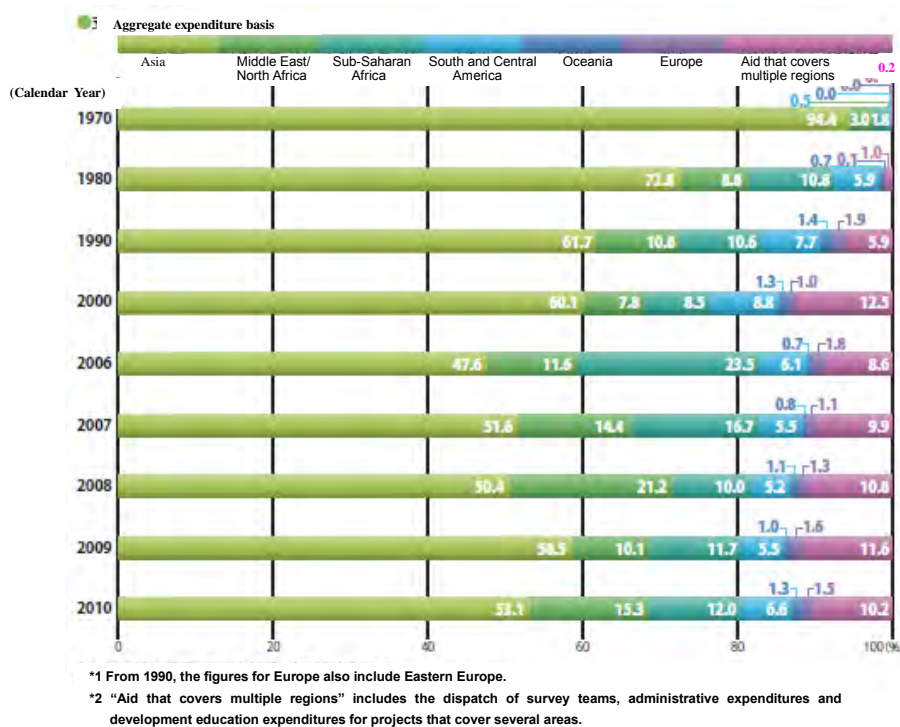 Aggregate expenditure basis
Asia Middle East/ North Africa Sub-Saharan Africa South and Central America Oceania Europe Aid that covers multiple regions
0.2
(Calendar Year)
0.5 0.0 0.0
1970 94.4 3.0 1.8
0.7 0.1 1.0
1980 72.8 8.8 10.8 5.9
1.4 1.9
1990 61.7 10.8 10.6 7.7 5.9
1.3 1.0
2000 60.1 7.8 8.5 8.8 12.5
0.7 1.8
2006 47.6 11.6 23.5 6.1 8.6
0.8 1.1
2007 51.6 14.4 16.7 5.5 9.9
1.1 1.3
2008 50.4 21.2 10.0 5.2 10.8
1.0 1.6
2009 58.5 10.1 11.7 5.5 11.6
1.3 1.5
2010 53.1 15.3 12.0 6.6 10.2
0 20 40 60 80 100 (%
*1 From 1990, the figures for Europe also include Eastern Europe.
*2 “Aid that covers multiple regions” includes the dispatch of survey teams, administrative expenditures and
development education expenditures for projects that cover several areas.